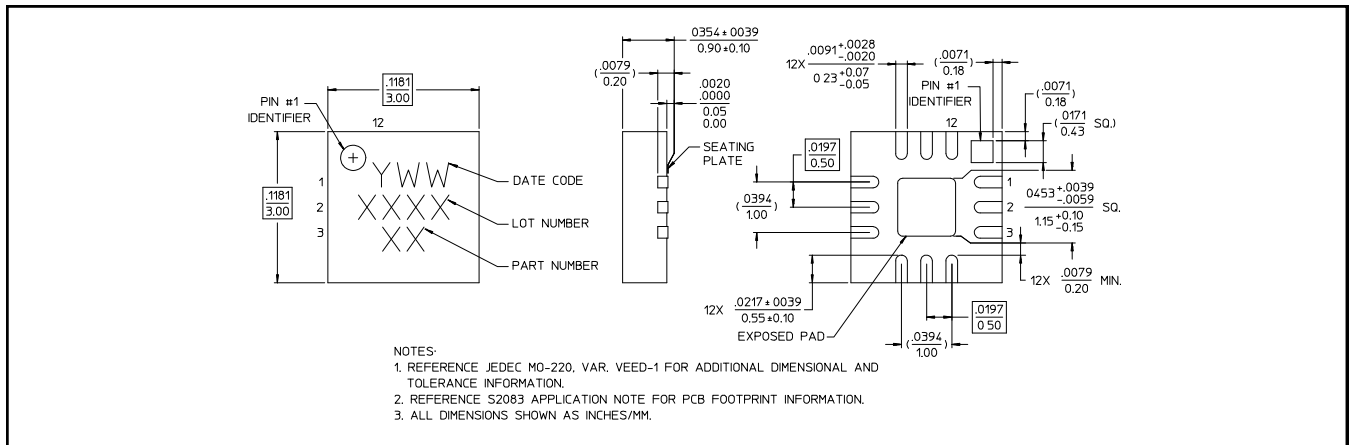 PIN #1
IDENTIFIER
.1181
3.00
12
.1181
3.00
1
2
3
YWW
XXXX
XX
DATE CODE
LOT NUMBER
PART NUMBER
.0354 ± .0039
0.90 ±0.10
(.0079
0.20)
.0020
.0000
0.05
0.00
SEATING
PLATE
12X .0091 +.0028 -.0020
0.23 +0.07 -0.05
(.0071
0.18)
PIN #1
IDENTIFIER
12
(.0071
0.18)
(.0171
0.43 SQ.)
.0197
0.50
(.0394
1.00)
1
2
3
0453 +.0039 -.0059 SQ.
1.15 +0.10 -0.15
12X .0079
0.20 MIN.
12X .0217 ± 0039
0.55 ±0.10
EXPOSED PAD
(.0394
1.00)
.0197
0 50
NOTES:
1. REFERENCE JEDEC MO-220, VAR. VEED-1 FOR ADDITIONAL DIMENSIONAL AND
TOLERANCE INFORMATION.
2. REFERENCE S2083 APPLICATION NOTE FOR PCB FOOTPRINT INFORMATION.
3. ALL DIMENSIONS SHOWN AS INCHES/MM.